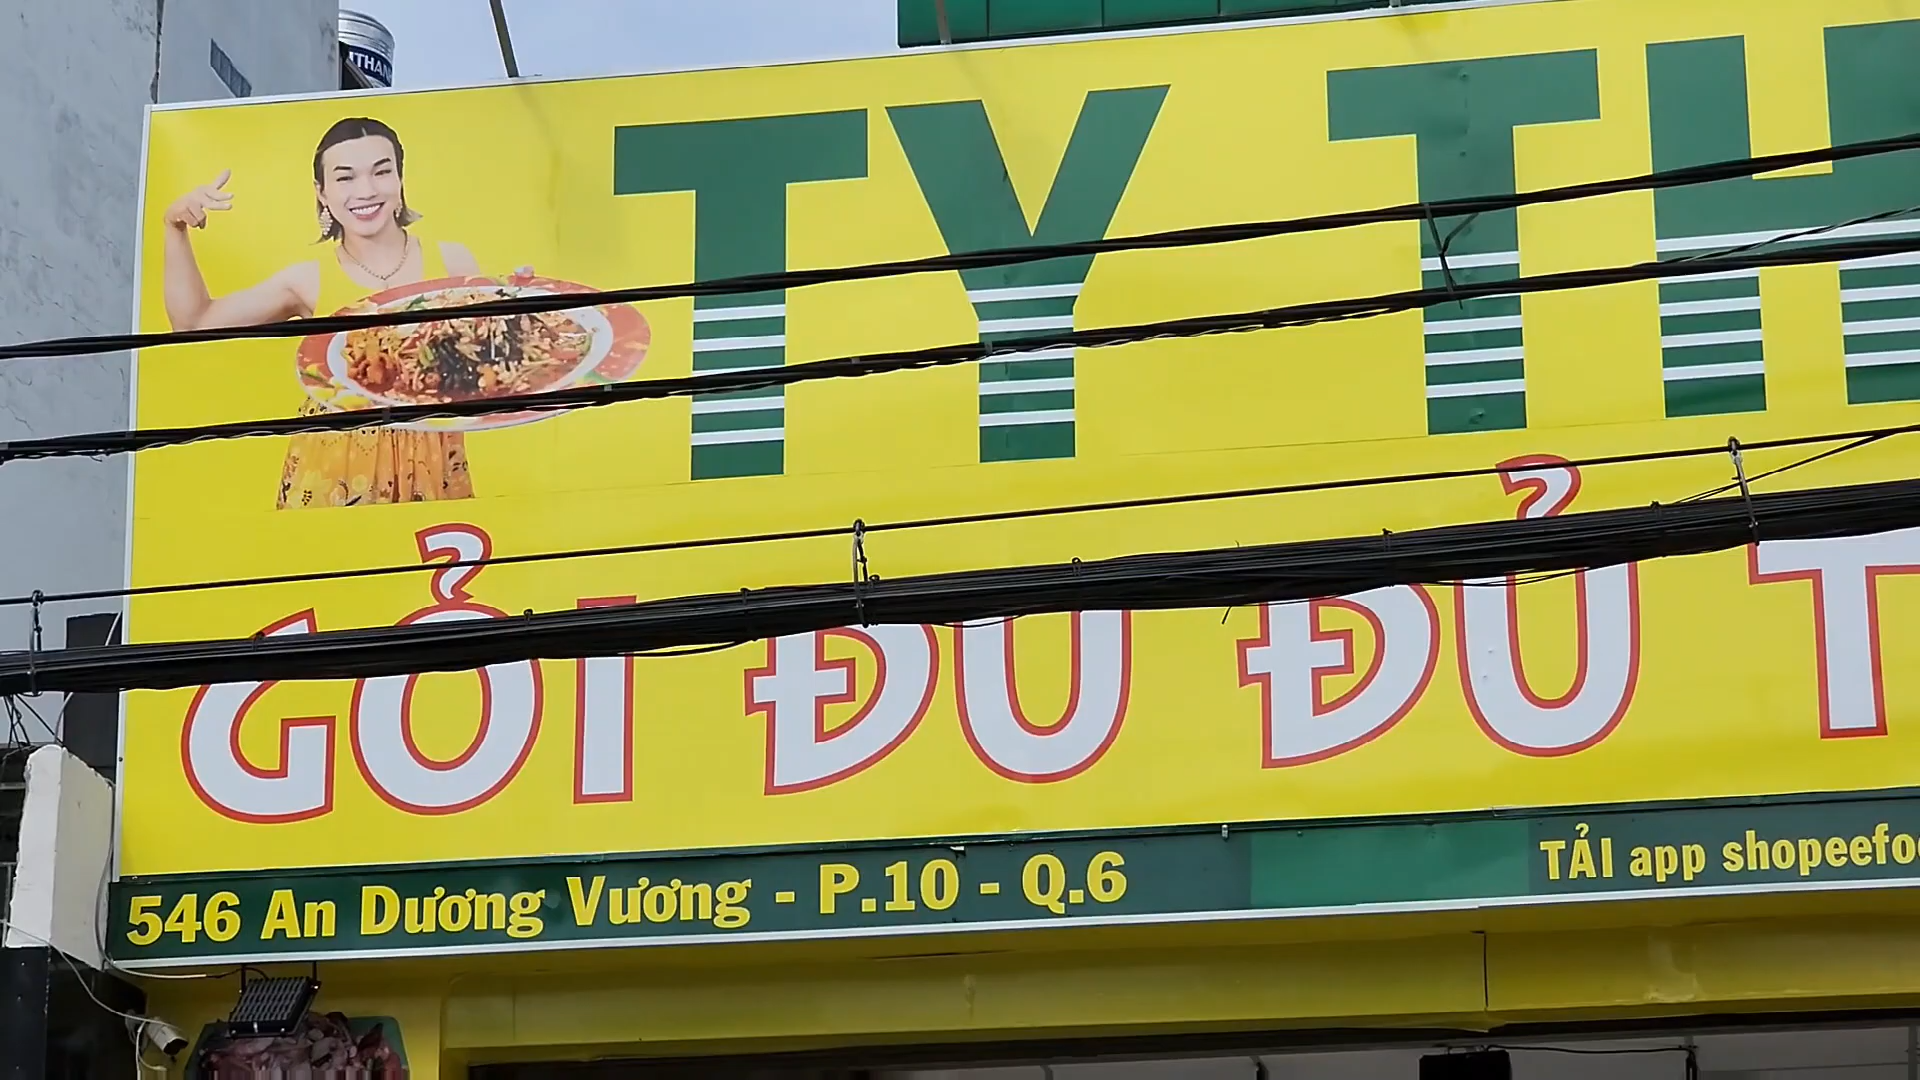 TY TH
GỎI ĐU ĐỦ T
546 An Dương Vương - P.10 - Q.6
TẢI app shopeefo